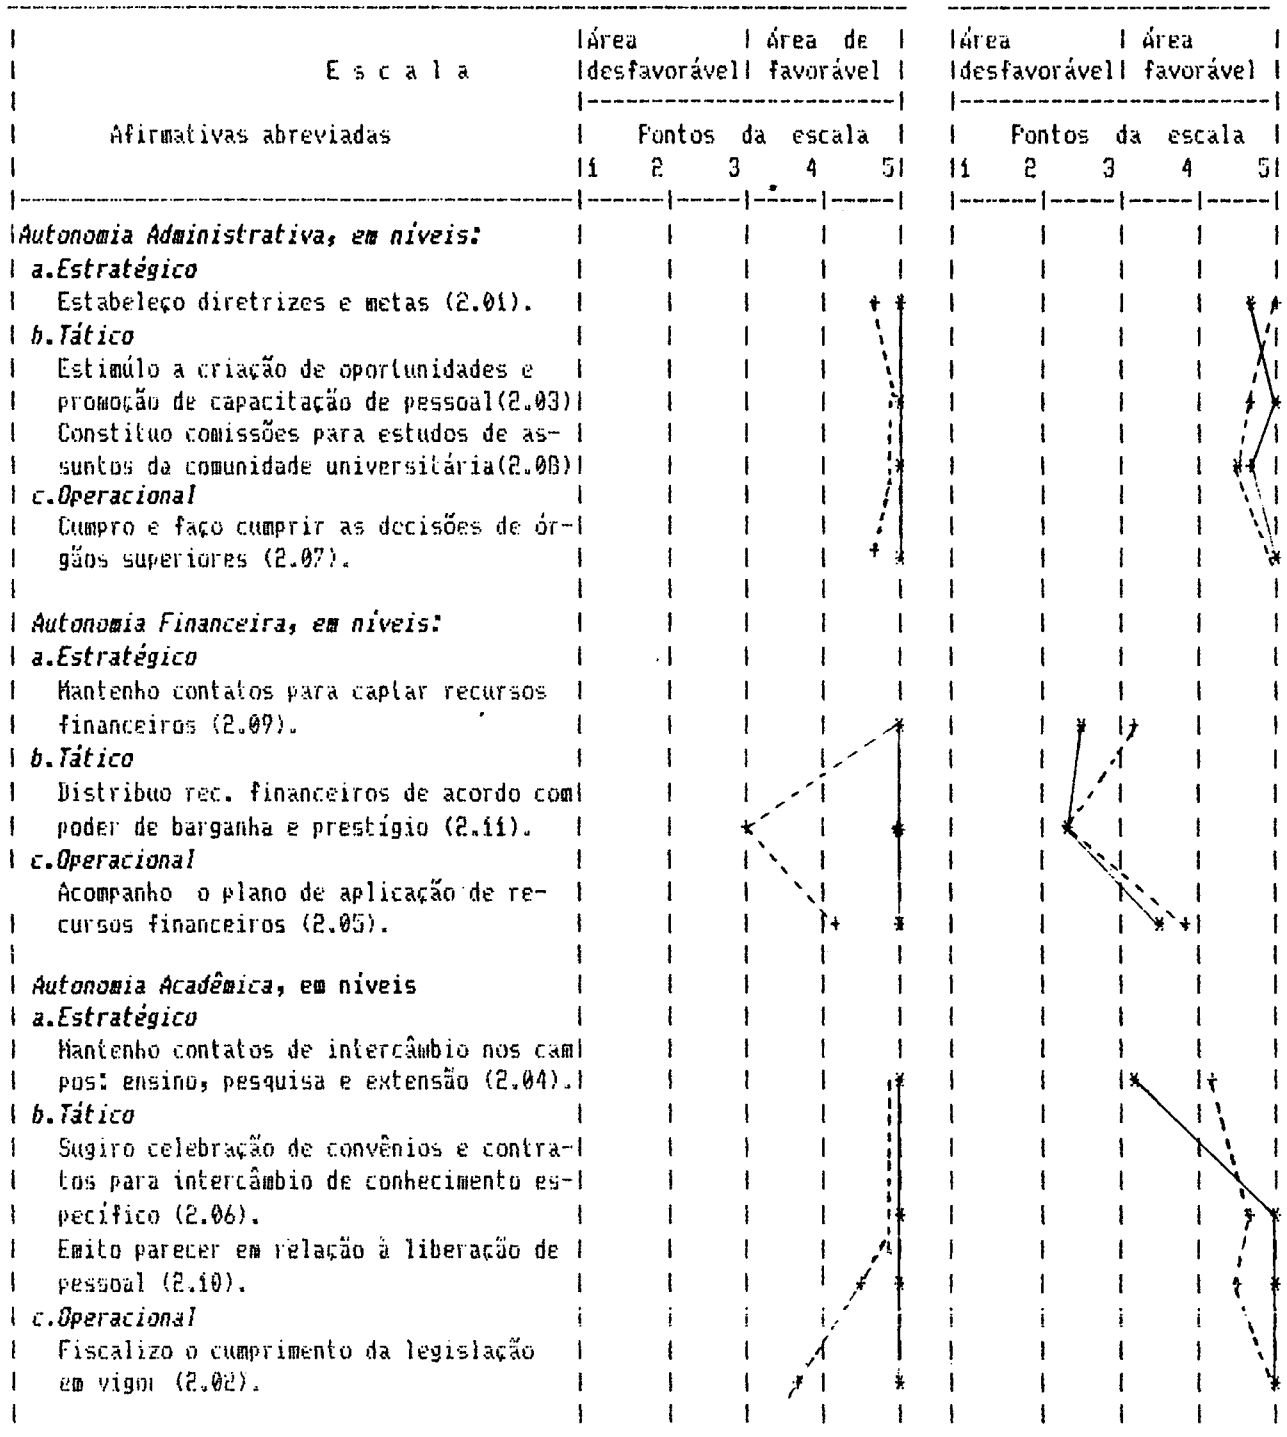 Área Área de Área Área
E s c a l a desfavorável favorável desfavorável favorável
Afirmativas abreviadas Pontos da escala Pontos da escala
1 2 3 4 5 1 2 3 4 5
Autonomia Administrativa, em níveis:
a.Estratégico
Estabeleço diretrizes e metas (2.01).
b.Tático
Estimúlo a criação de oportunidades e
promoção de capacitação de pessoal(2.03)
Constituo comissões para estudos de as-
suntos da comunidade universitária(2.08)
c.Operacional
Cumpro e faço cumprir as decisões de ór-
gãos superiores (2.07).
Autonomia Financeira, em níveis:
a.Estratégico
Mantenho contatos para captar recursos
financeiros (2.09).
b.Tático
Distribuo rec. financeiros de acordo com
poder de barganha e prestígio (2.11).
c.Operacional
Acompanho o plano de aplicação de re-
cursos financeiros (2.05).
Autonomia Acadêmica, em níveis
a.Estratégico
Mantenho contatos de intercâmbio nos cam
pos: ensino, pesquisa e extensão (2.04).
b.Tático
Sugiro celebração de convênios e contra-
tos para intercâmbio de conhecimento es-
pecífico (2.06).
Emito parecer em relação à liberação de
pessoal (2.10).
c.Operacional
Fiscalizo o cumprimento da legislação
em vigor (2.02).